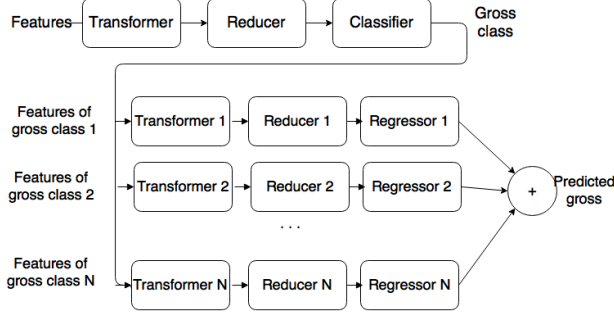 Features
Transformer
Reducer
Classifier
Gross
class
Features of
gross class 1
Transformer 1
Reducer 1
Regressor 1
Features of
gross class 2
Transformer 2
Reducer 2
Regressor 2
+
Predicted
gross
. . .
Features of
gross class N
Transformer N
Reducer N
Regressor N